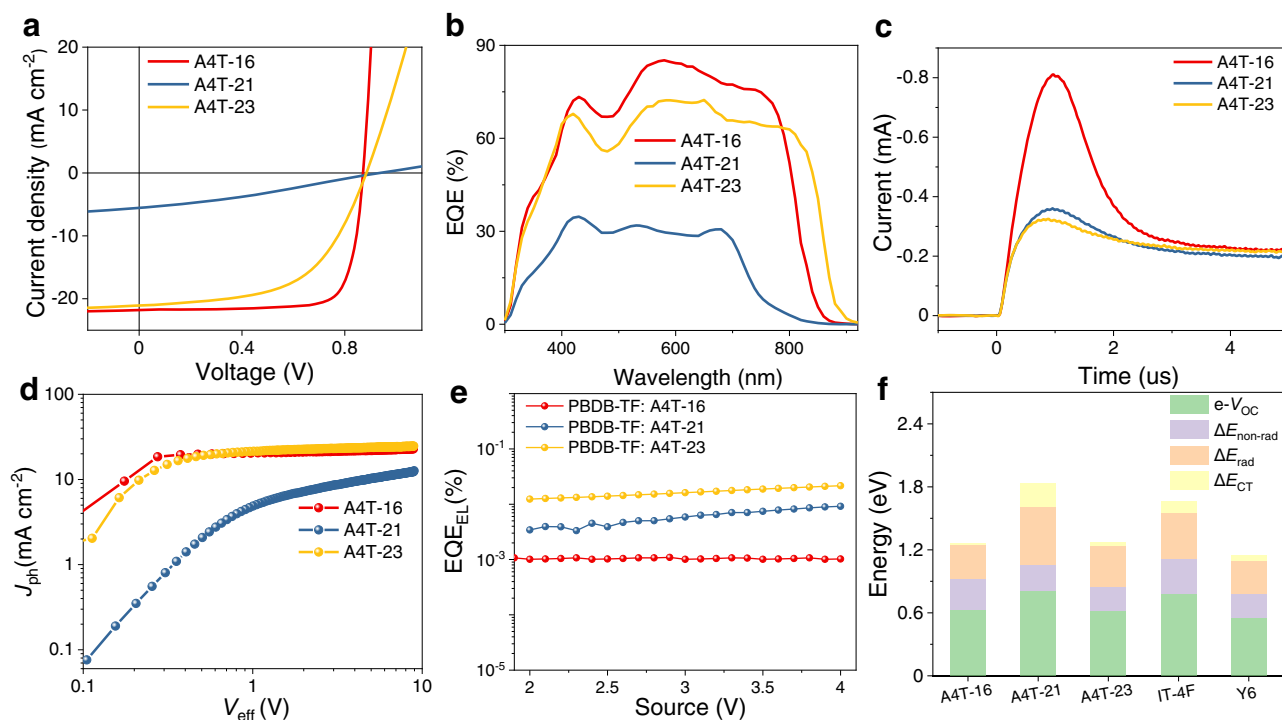 a
Current density (mA cm⁻²)
20
10
0
-10
-20
0
0.4
0.8
Voltage (V)
A4T-16
A4T-21
A4T-23
b
EQE (%)
90
60
30
0
400
600
800
Wavelength (nm)
A4T-16
A4T-21
A4T-23
c
Current (mA)
-0.8
-0.6
-0.4
-0.2
0
0
2
4
Time (us)
A4T-16
A4T-21
A4T-23
d
J_ph (mA cm⁻²)
100
10
1
0.1
0.1
1
10
V_eff (V)
A4T-16
A4T-21
A4T-23
e
EQE_EL(%)
10⁻¹
10⁻³
10⁻⁵
2
2.5
3
3.5
4
Source (V)
PBDB-TF: A4T-16
PBDB-TF: A4T-21
PBDB-TF: A4T-23
f
Energy (eV)
2.4
1.8
1.2
0.6
0
A4T-16
A4T-21
A4T-23
IT-4F
Y6
e-V_OC
ΔE_non-rad
ΔE_rad
ΔE_CT